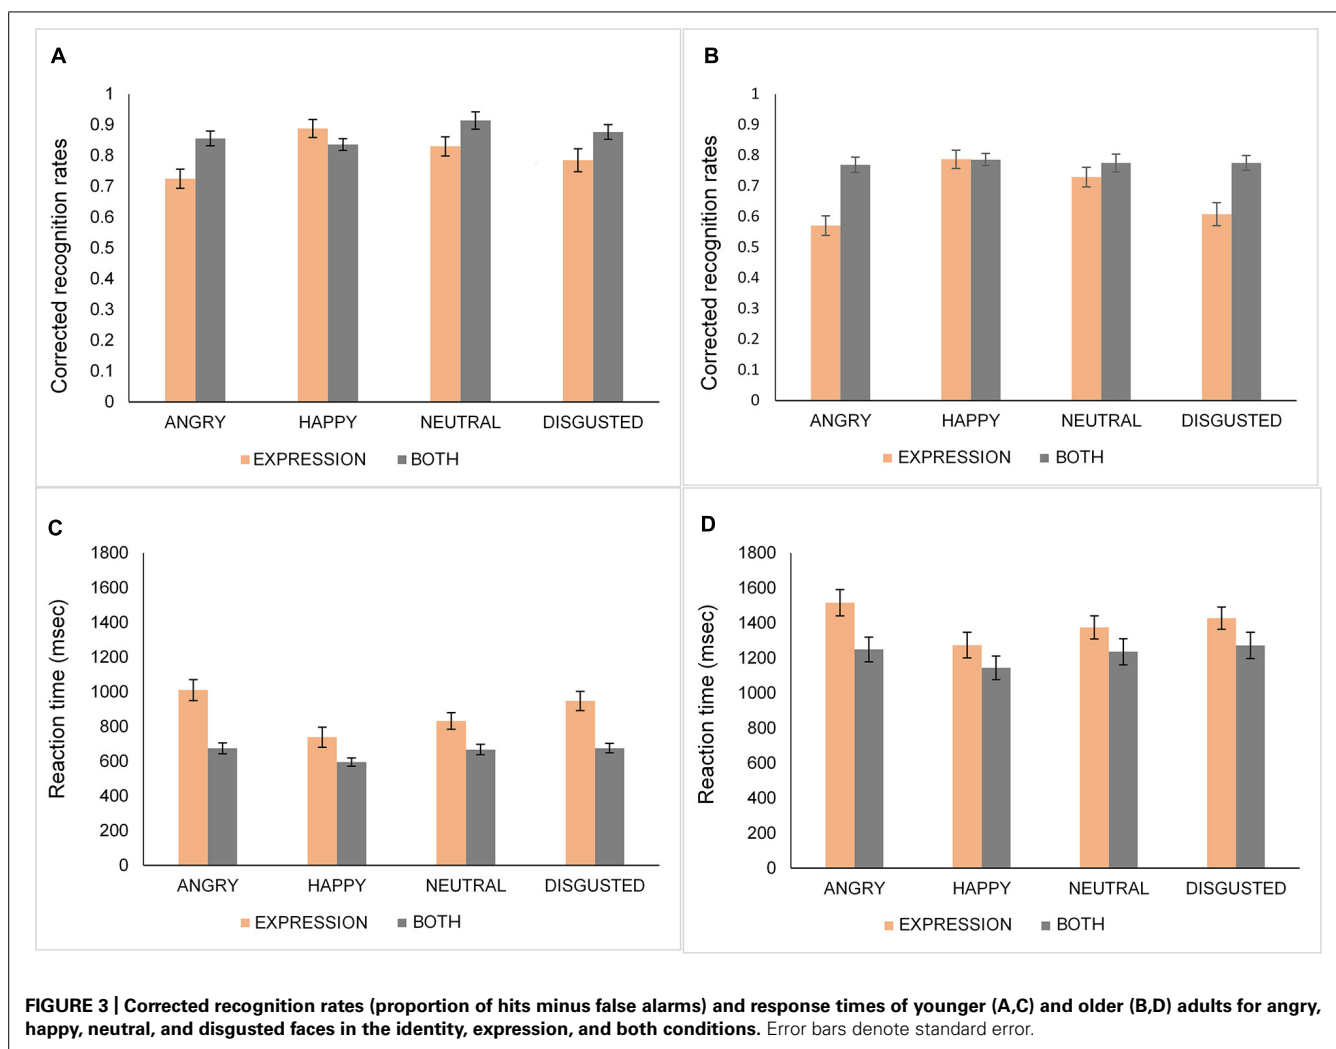 A
Corrected recognition rates
1
0.9
0.8
0.7
0.6
0.5
0.4
0.3
0.2
0.1
0
ANGRY HAPPY NEUTRAL DISGUSTED
EXPRESSION BOTH
B
Corrected recognition rates
1
0.9
0.8
0.7
0.6
0.5
0.4
0.3
0.2
0.1
0
ANGRY HAPPY NEUTRAL DISGUSTED
EXPRESSION BOTH
C
Reaction time (msec)
1800
1600
1400
1200
1000
800
600
400
200
0
ANGRY HAPPY NEUTRAL DISGUSTED
EXPRESSION BOTH
D
Reaction time (msec)
1800
1600
1400
1200
1000
800
600
400
200
0
ANGRY HAPPY NEUTRAL DISGUSTED
EXPRESSION BOTH
FIGURE 3 | Corrected recognition rates (proportion of hits minus false alarms) and response times of younger (A,C) and older (B,D) adults for angry,
happy, neutral, and disgusted faces in the identity, expression, and both conditions. Error bars denote standard error.